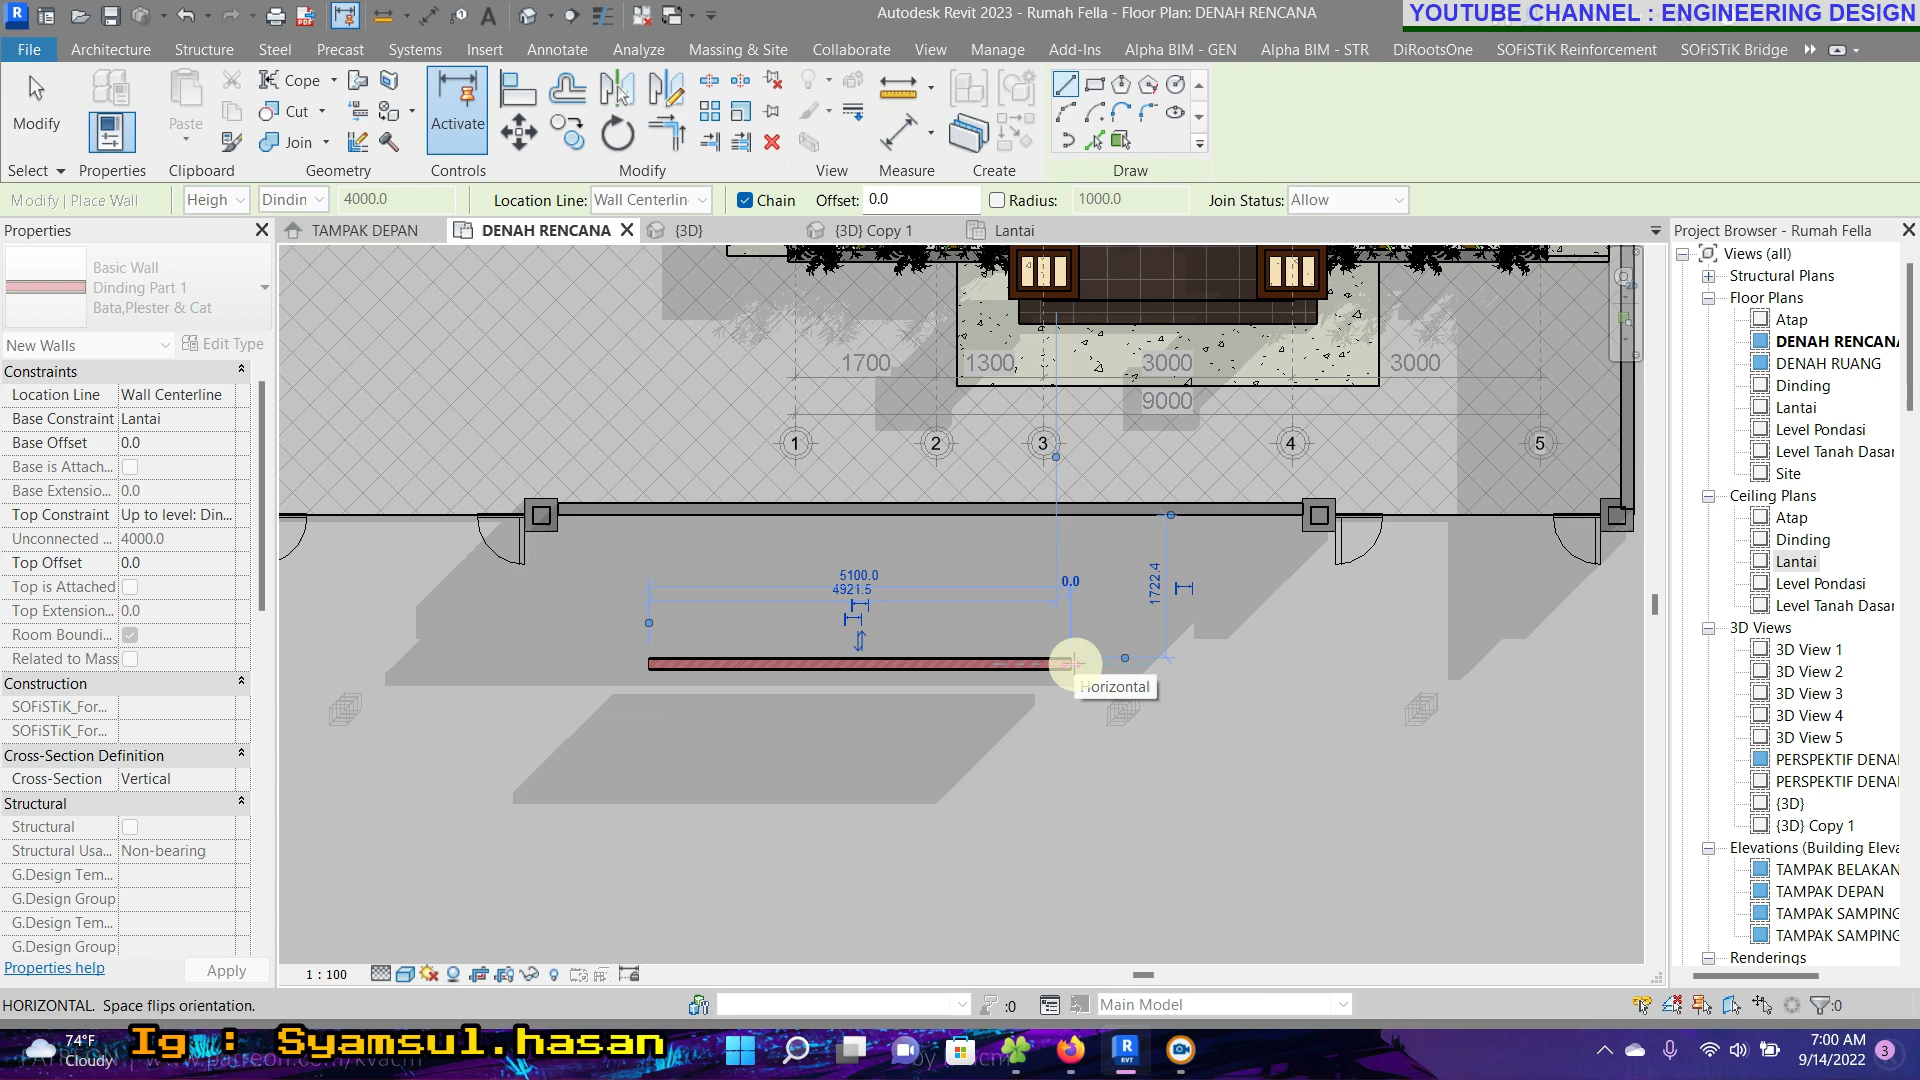 Autodesk Revit 2023 - Rumah Fella - Floor Plan: DENAH RENCANA
YOUTUBE CHANNEL : ENGINEERING DESIGN
File Architecture Structure Steel Precast Systems Insert Annotate Analyze Massing & Site Collaborate View Manage Add-Ins Alpha BIM - GEN Alpha BIM - STR DiRootsOne SOFiSTiK Reinforcement SOFiSTiK Bridge
Modify Paste Cope Cut Join Activate
Select Properties Clipboard Geometry Controls Modify View Measure Create Draw
Modify | Place Wall Heigh Dindin 4000.0 Location Line: Wall Centerlin Chain Offset: 0.0 Radius: 1000.0 Join Status: Allow
Properties
TAMPAK DEPAN DENAH RENCANA {3D} {3D} Copy 1 Lantai
Basic Wall
Dinding Part 1
Bata,Plester & Cat
New Walls Edit Type
Constraints
Location Line Wall Centerline
Base Constraint Lantai
Base Offset 0.0
Base is Attach...
Base Extensio... 0.0
Top Constraint Up to level: Din...
Unconnected ... 4000.0
Top Offset 0.0
Top is Attached
Top Extension... 0.0
Room Boundi...
Related to Mass
Construction
SOFiSTiK_For...
SOFiSTiK_For...
Cross-Section Definition
Cross-Section Vertical
Structural
Structural
Structural Usa... Non-bearing
G.Design Tem...
G.Design Group
G.Design Tem...
G.Design Group
Properties help Apply
1700 1300 3000 3000
9000
1 2 3 4 5
5100.0
4921.5
0.0
1722.4
Horizontal
1 : 100
Project Browser - Rumah Fella
Views (all)
Structural Plans
Floor Plans
Atap
DENAH RENCANA
DENAH RUANG
Dinding
Lantai
Level Pondasi
Level Tanah Dasar
Site
Ceiling Plans
Atap
Dinding
Lantai
Level Pondasi
Level Tanah Dasar
3D Views
3D View 1
3D View 2
3D View 3
3D View 4
3D View 5
PERSPEKTIF DENA
PERSPEKTIF DENA
{3D}
{3D} Copy 1
Elevations (Building Eleva
TAMPAK BELAKAN
TAMPAK DEPAN
TAMPAK SAMPING
TAMPAK SAMPING
Renderings
HORIZONTAL. Space flips orientation.
:0 Main Model :0
74°F
Cloudy
Ig : Syamsul.hasan
7:00 AM
9/14/2022
3